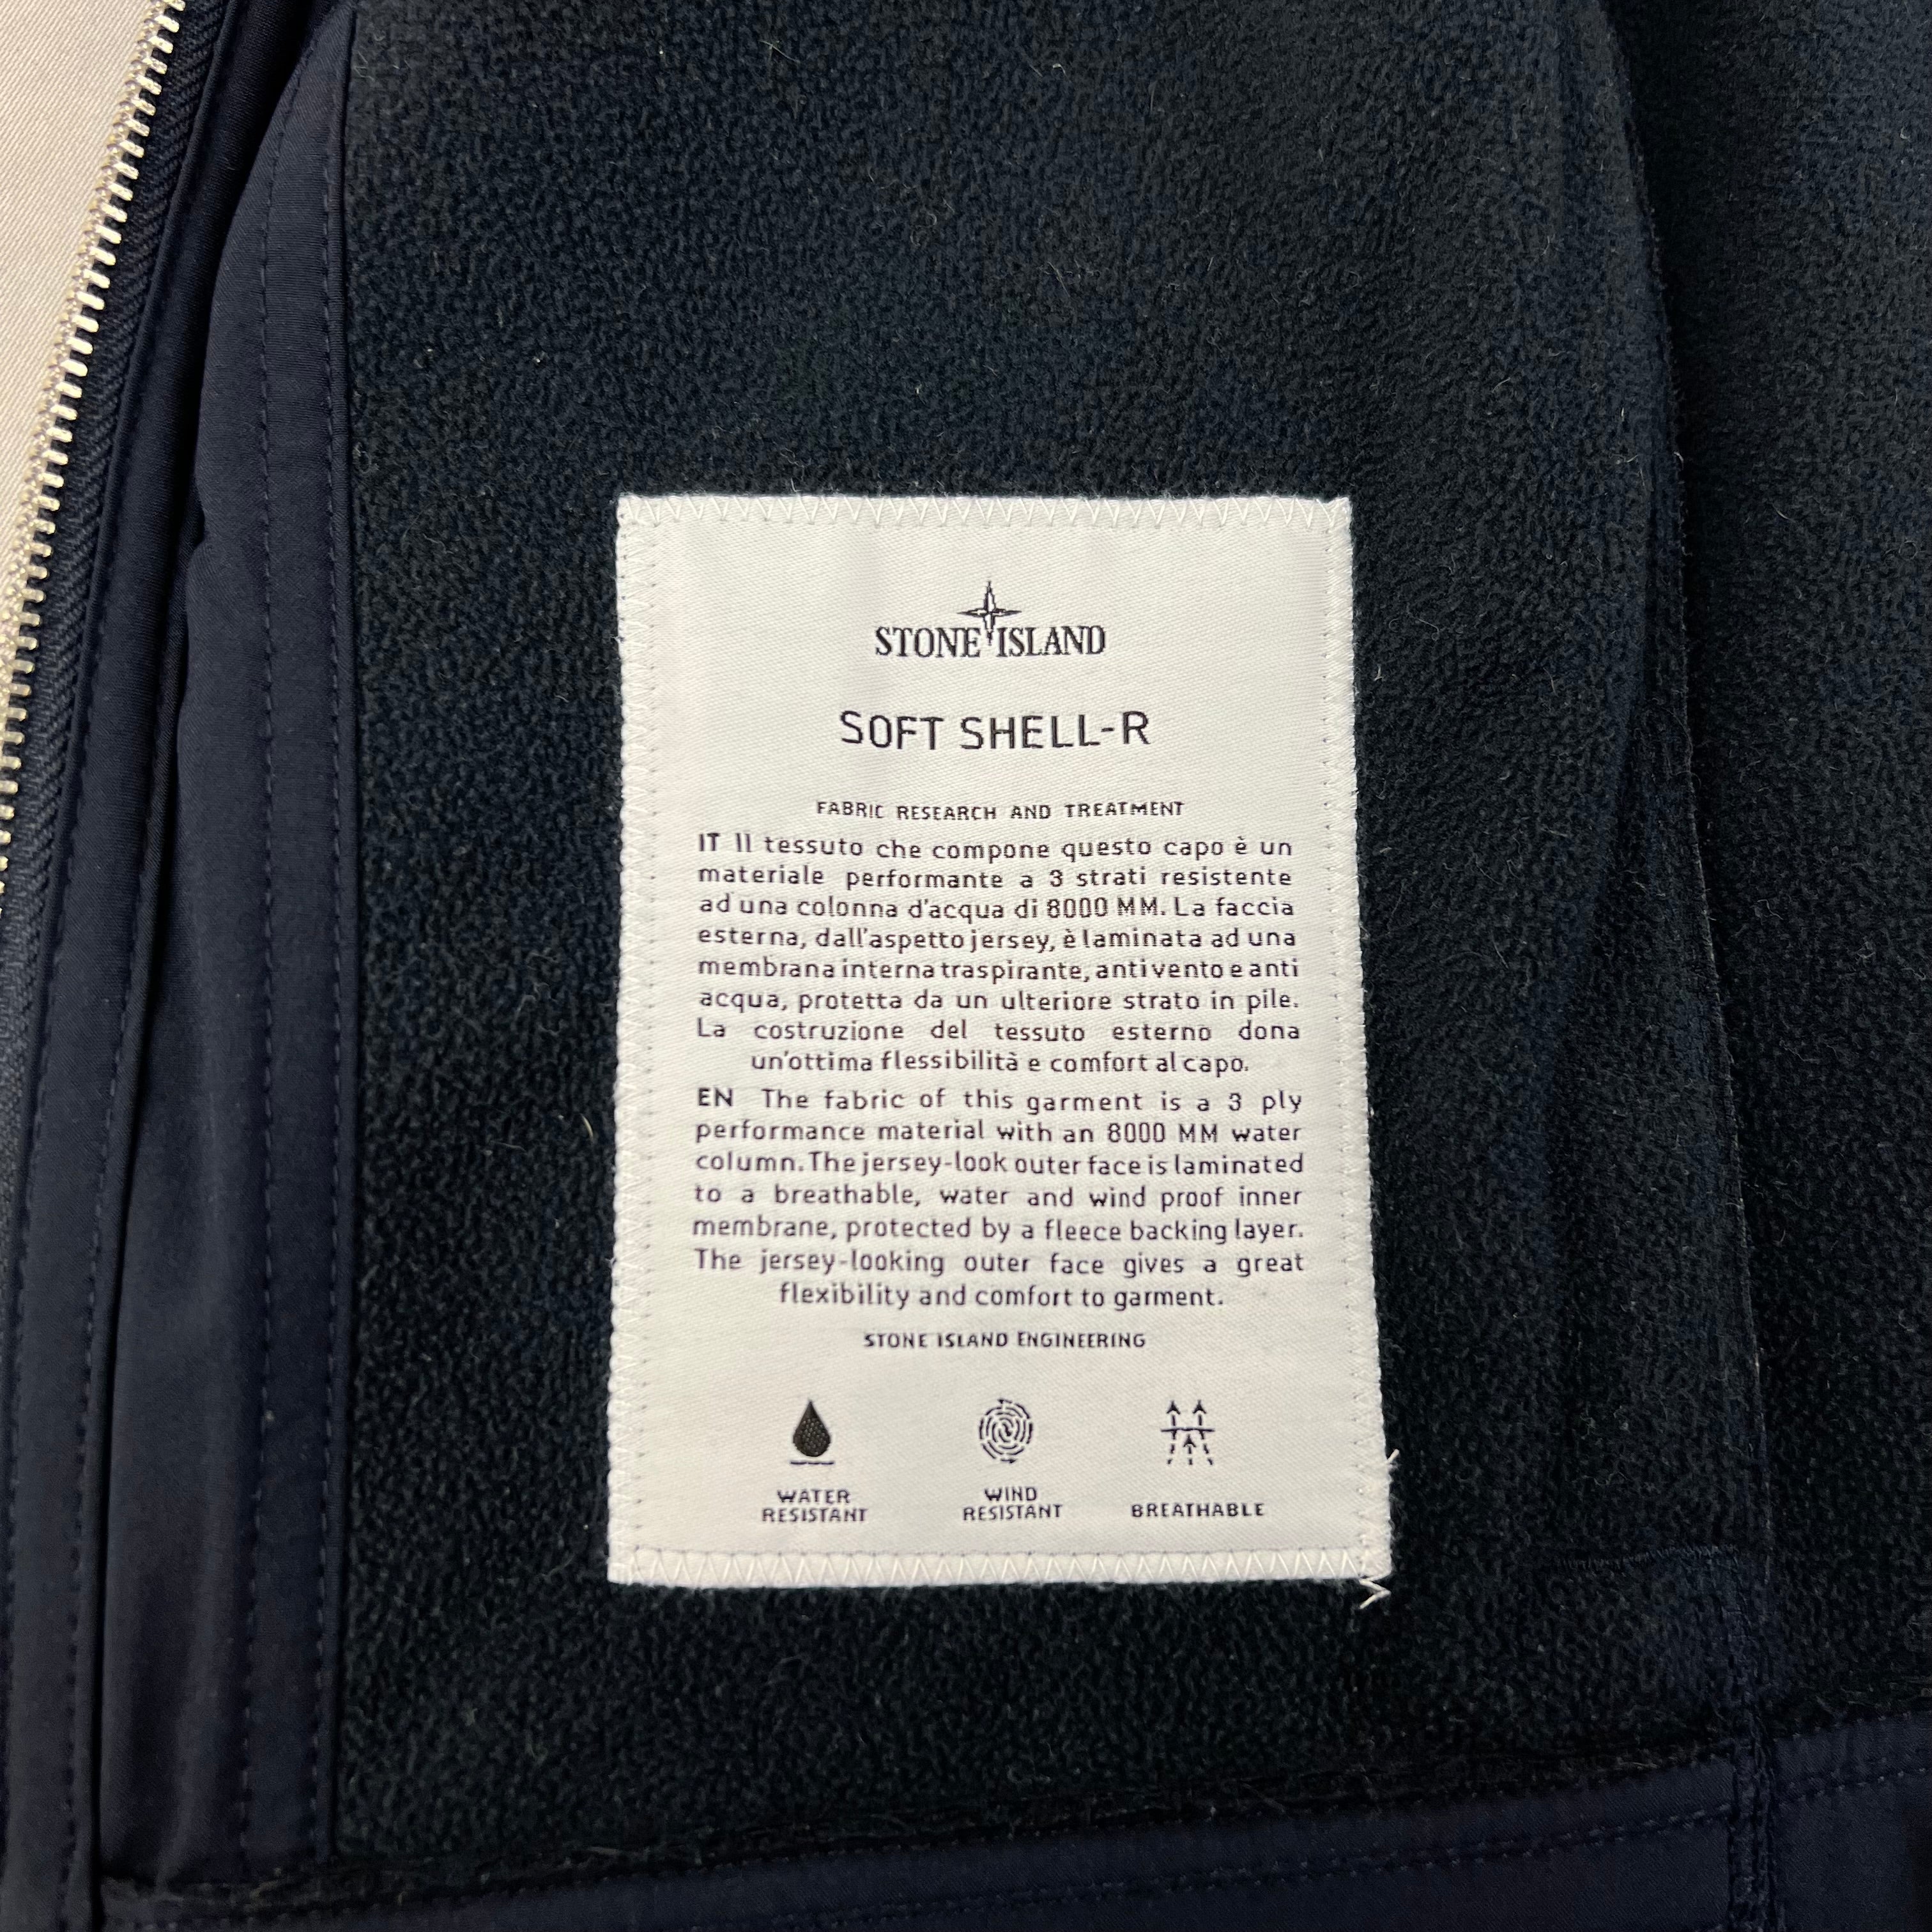 STONE ISLAND
SOFT SHELL-R
FABRIC RESEARCH AND TREATMENT
IT Il tessuto che compone questo capo è un
materiale performante a 3 strati resistente
ad una colonna d'acqua di 8000 MM. La faccia
esterna, dall'aspetto jersey, è laminata ad una
membrana interna traspirante, anti vento e anti
acqua, protetta da un ulteriore strato in pile.
La costruzione del tessuto esterno dona
un'ottima flessibilità e comfort al capo.
EN The fabric of this garment is a 3 ply
performance material with an 8000 MM water
column. The jersey-look outer face is laminated
to a breathable, water and wind proof inner
membrane, protected by a fleece backing layer.
The jersey-looking outer face gives a great
flexibility and comfort to garment.
STONE ISLAND ENGINEERING
WATER RESISTANT
WIND RESISTANT
BREATHABLE